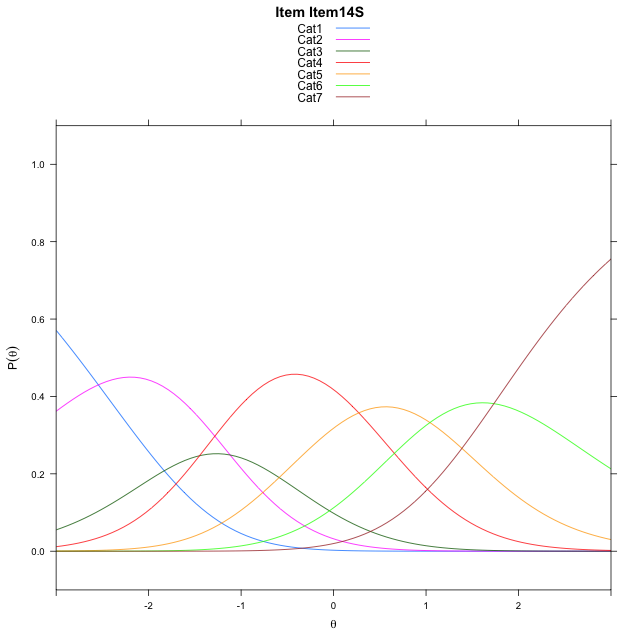 Item Item14S
Cat1
Cat2
Cat3
Cat4
Cat5
Cat6
Cat7
1.0
0.8
0.6
0.4
0.2
0.0
P(θ)
-2 -1 0 1 2
θ